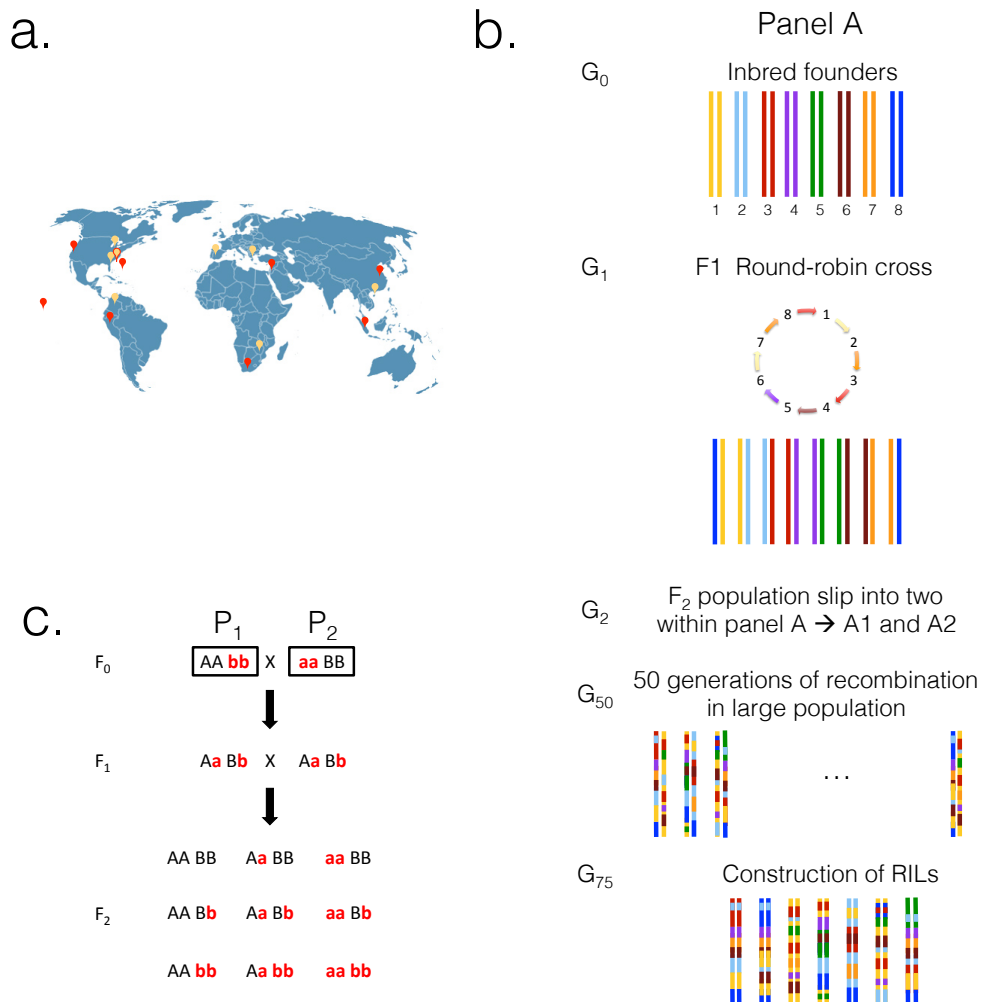 a.
b.
Panel A
G0
Inbred founders
1 2 3 4 5 6 7 8
G1
F1 Round-robin cross
8 1
7 2
6 3
5 4
G2
F2 population slip into two
within panel A → A1 and A2
G50
50 generations of recombination
in large population
...
G75
Construction of RILs
c.
P1 P2
F0 AA bb X aa BB
F1 Aa Bb X Aa Bb
AA BB Aa BB aa BB
F2 AA Bb Aa Bb aa Bb
AA bb Aa bb aa bb